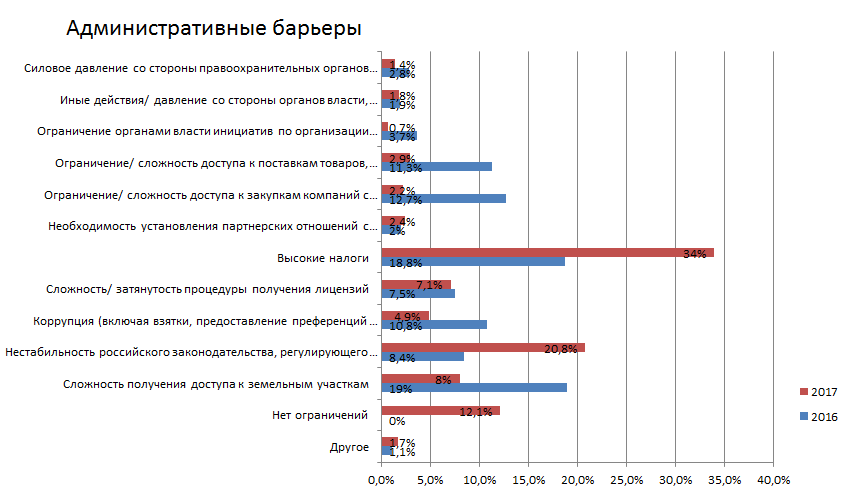 Административные барьеры
Силовое давление со стороны правоохранительных органов...
1,4%
2,8%
Иные действия/ давление со стороны органов власти,...
1,8%
1,9%
Ограничение органами власти инициатив по организации...
0,7%
3,7%
Ограничение/ сложность доступа к поставкам товаров,...
2,9%
11,3%
Ограничение/ сложность доступа к закупкам компаний с...
2,2%
12,7%
Необходимость установления партнерских отношений с...
2,4%
2%
Высокие налоги
34%
18,8%
Сложность/ затянутость процедуры получения лицензий
7,1%
7,5%
Коррупция (включая взятки, предоставление преференций...
4,9%
10,8%
Нестабильность российского законодательства, регулирующего...
20,8%
8,4%
Сложность получения доступа к земельным участкам
8%
19%
Нет ограничений
12,1%
0%
Другое
1,7%
1,1%
2017
2016
0,0% 5,0% 10,0% 15,0% 20,0% 25,0% 30,0% 35,0% 40,0%